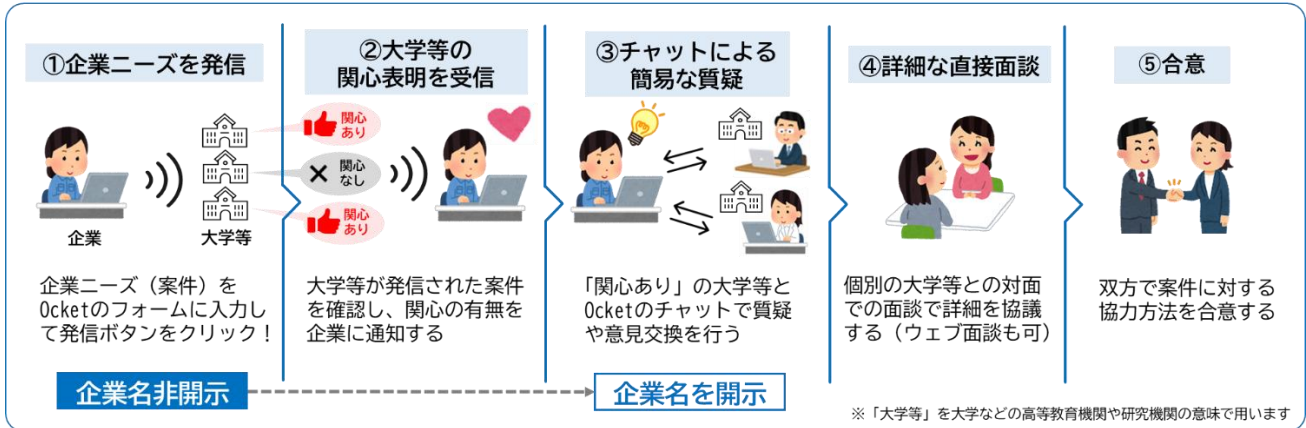 ①企業ニーズを発信
企業
大学等
企業ニーズ（案件）を
Ocketのフォームに入力し
て発信ボタンをクリック！
②大学等の
関心表明を受信
関心
あり
関心
なし
関心
あり
大学等が発信された案件
を確認し、関心の有無を
企業に通知する
③チャットによる
簡易な質疑
「関心あり」の大学等と
Ocketのチャットで質疑
や意見交換を行う
④詳細な直接面談
個別の大学等との対面
での面談で詳細を協議
する（ウェブ面談も可）
⑤合意
双方で案件に対する
協力方法を合意する
企業名非開示
企業名を開示
※「大学等」を大学などの高等教育機関や研究機関の意味で用います